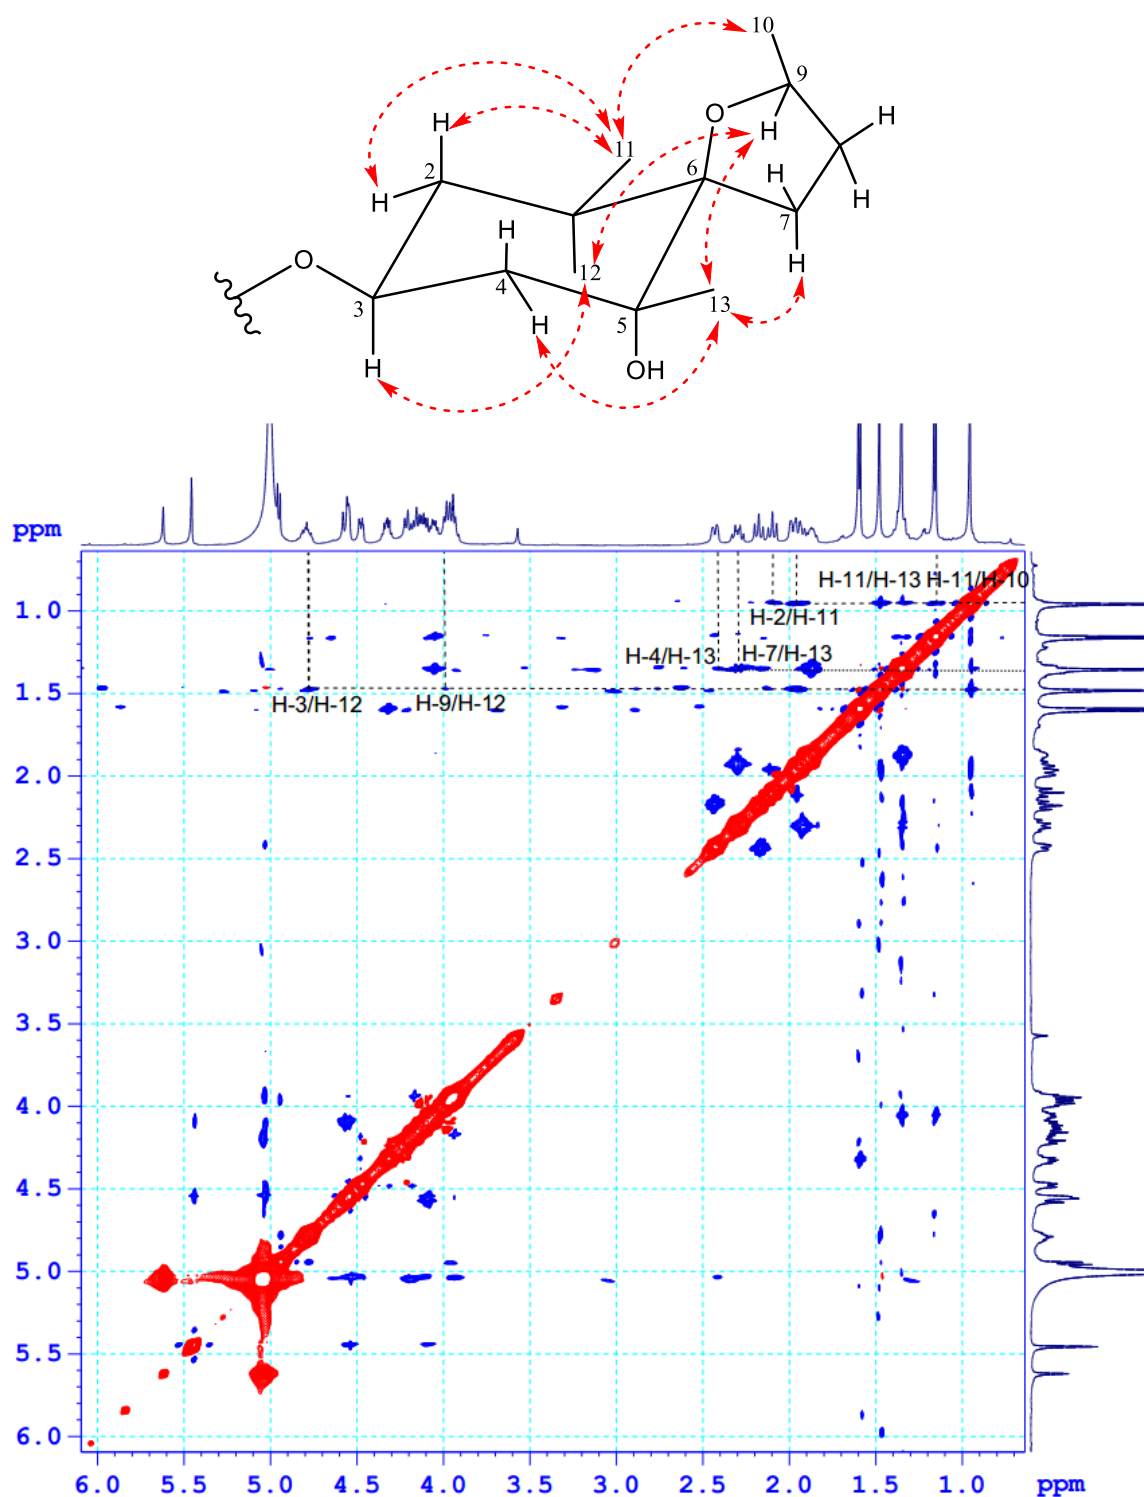 10
9
O
H
H
H
11
H
2
6
H
H
7
H
H
O
12
4
H
13
3
5
H
H
OH
ppm
H-11/H-13 H-11/H-10
1.0
H-2/H-11
H-4/H-13 H-7/H-13
1.5
H-3/H-12 H-9/H-12
2.0
2.5
3.0
3.5
4.0
4.5
5.0
5.5
6.0
6.0 5.5 5.0 4.5 4.0 3.5 3.0 2.5 2.0 1.5 1.0 ppm